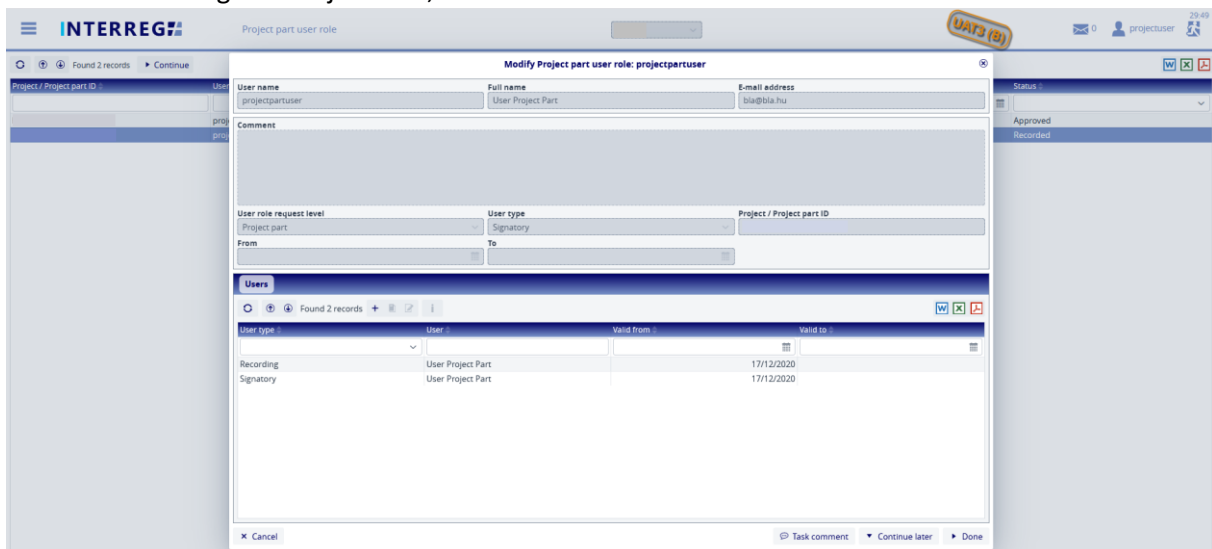 29:49
INTERREG
Project part user role
UAT3 (B)
0
projectuser
Found 2 records
Continue
Modify Project part user role: projectpartuser
Project / Project part ID
User
Status
User name
Full name
E-mail address
projectpartuser
User Project Part
bla@bla.hu
proj
Comment
Approved
proj
Recorded
User role request level
User type
Project / Project part ID
Project part
Signatory
From
To
Users
Found 2 records
User type
User
Valid from
Valid to
Recording
User Project Part
17/12/2020
Signatory
User Project Part
17/12/2020
Cancel
Task comment
Continue later
Done